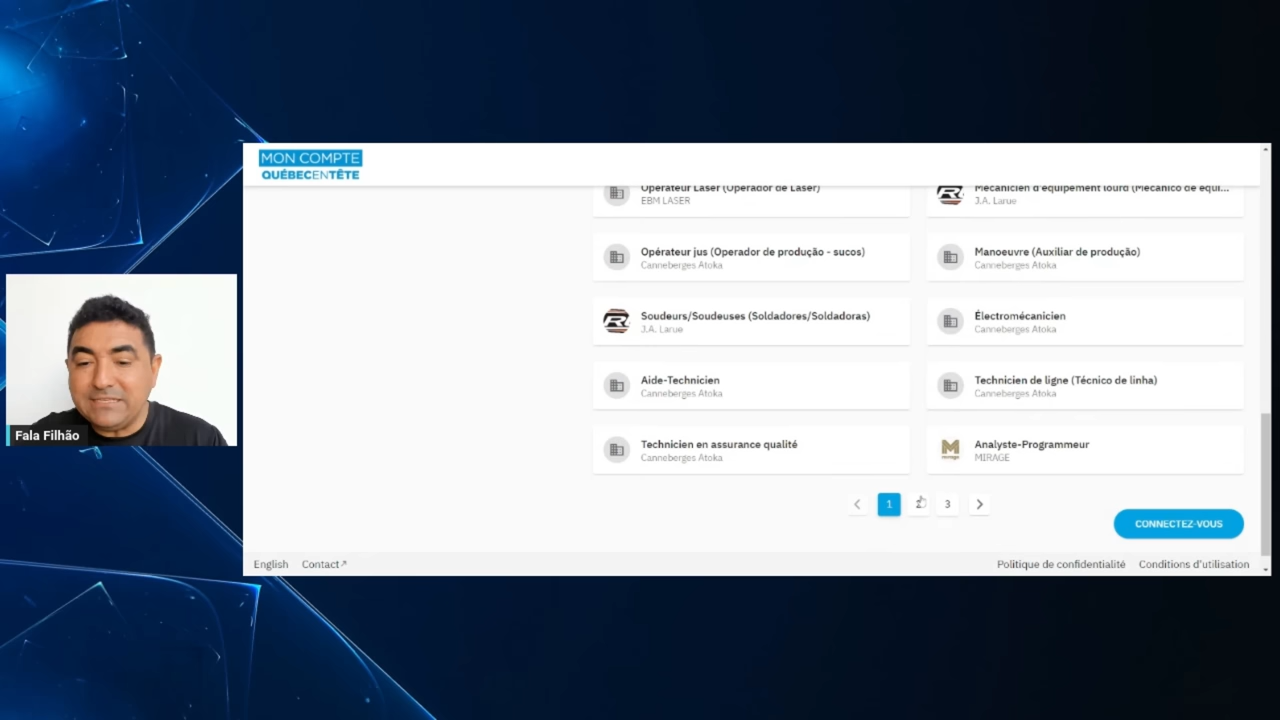 MON COMPTE
QUÉBECENTÊTE
Opérateur Laser (Operador de Laser)
EBM LASER
Mécanicien d'équipement lourd (Mecânico de equi...
J.A. Larue
Opérateur jus (Operador de produção - sucos)
Canneberges Atoka
Manoeuvre (Auxiliar de produção)
Canneberges Atoka
Soudeurs/Soudeuses (Soldadores/Soldadoras)
J.A. Larue
Électromécanicien
Canneberges Atoka
Aide-Technicien
Canneberges Atoka
Technicien de ligne (Técnico de linha)
Canneberges Atoka
Technicien en assurance qualité
Canneberges Atoka
Analyste-Programmeur
MIRAGE
1 2 3
CONNECTEZ-VOUS
English Contact
Politique de confidentialité Conditions d'utilisation
Fala Filhão